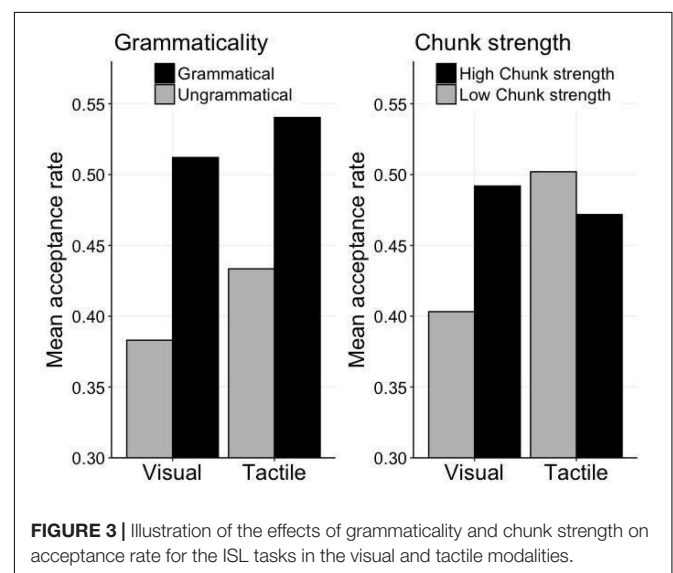 Grammaticality
Grammatical
Ungrammatical
Mean acceptance rate
0.55
0.50
0.45
0.40
0.35
0.30
Visual Tactile
Chunk strength
High Chunk strength
Low Chunk strength
Mean acceptance rate
0.55
0.50
0.45
0.40
0.35
0.30
Visual Tactile
FIGURE 3 | Illustration of the effects of grammaticality and chunk strength on
acceptance rate for the ISL tasks in the visual and tactile modalities.